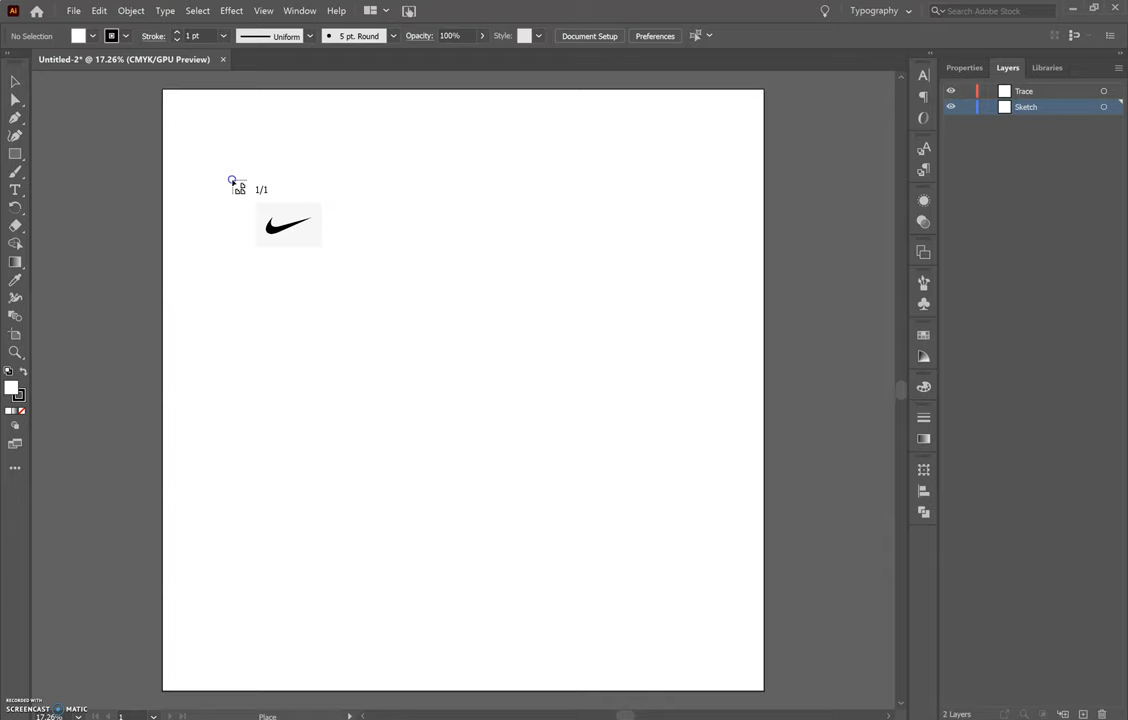 Ai File Edit Object Type Select Effect View Window Help Typography Search Adobe Stock
No Selection Stroke: 1 pt Uniform 5 pt. Round Opacity: 100% Style: Document Setup Preferences
Untitled-2* @ 17.26% (CMYK/GPU Preview) ×
Properties Layers Libraries
Trace
Sketch
1/1
RECORDED WITH
SCREENCAST MATIC
17.26% 1 Place
2 Layers